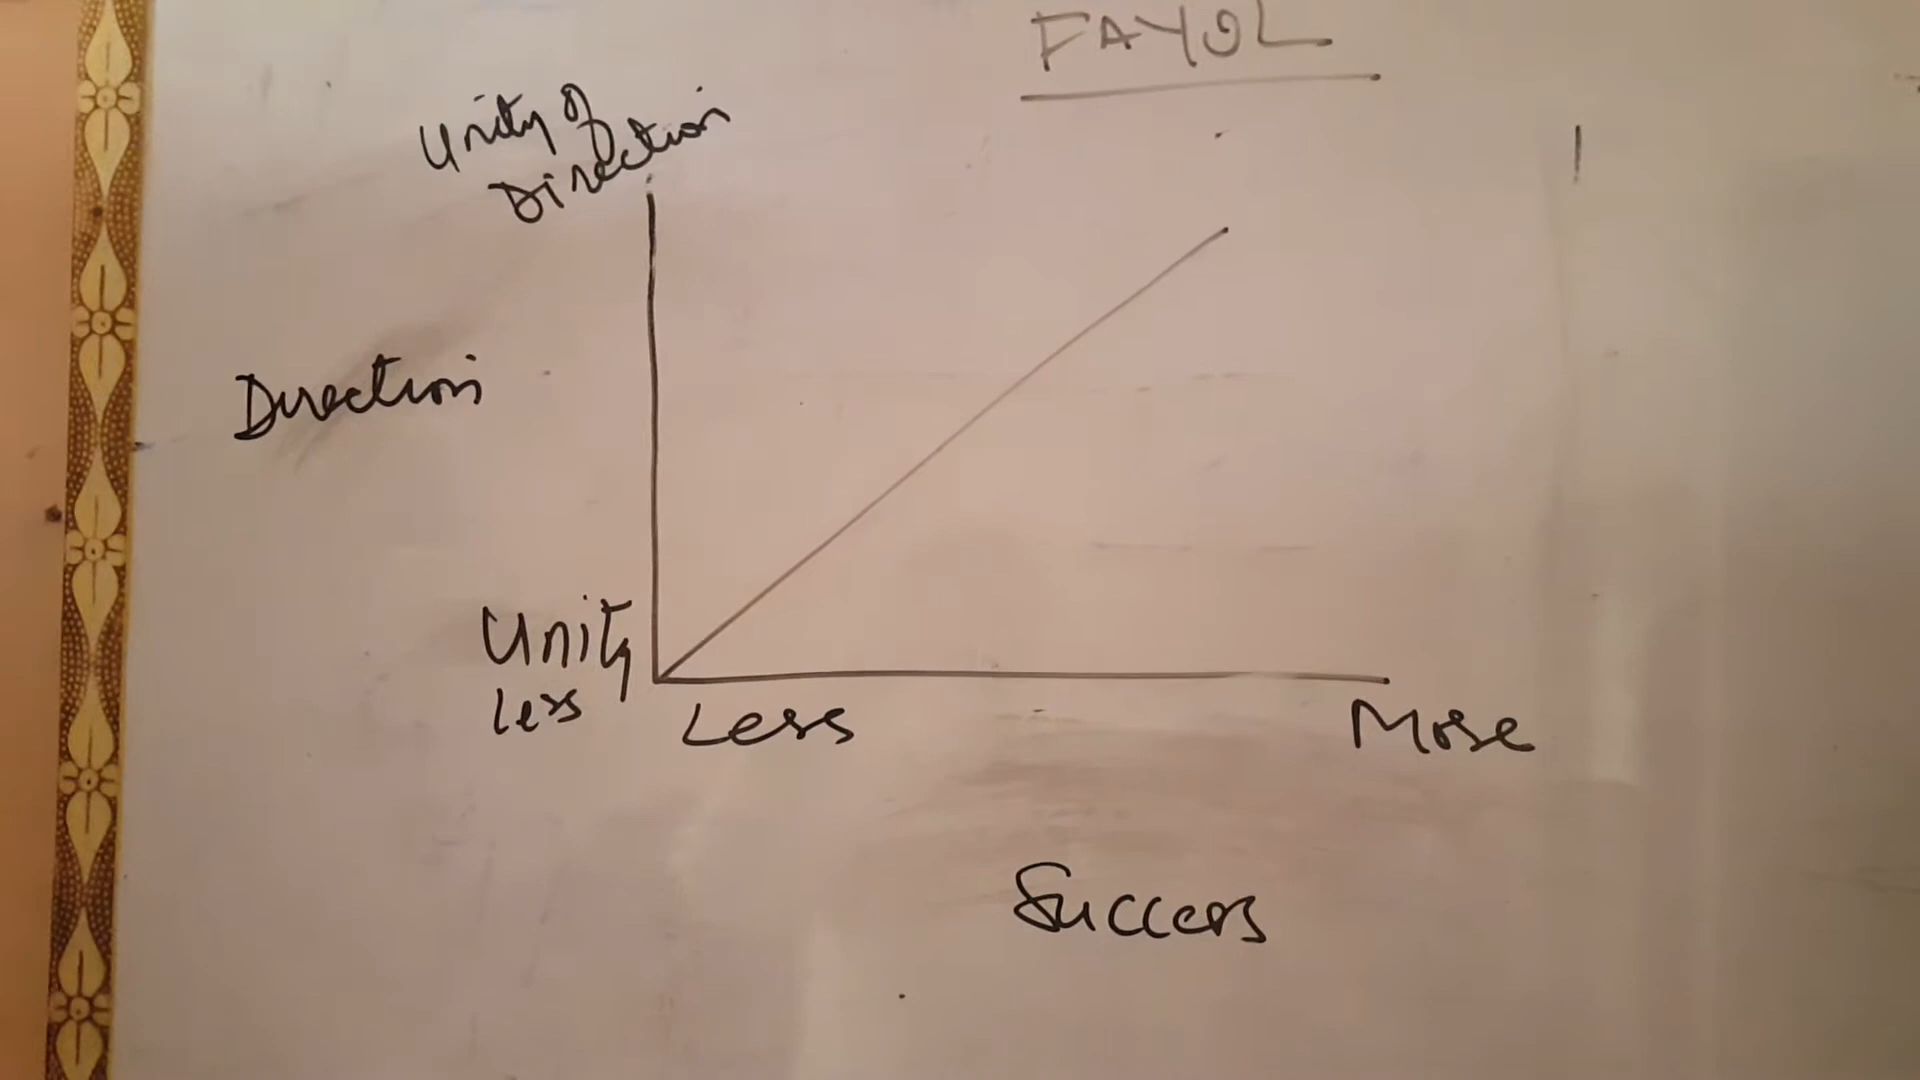 FAYOL
Unity of
Direction
Direction
Unity
less
Less
More
Success